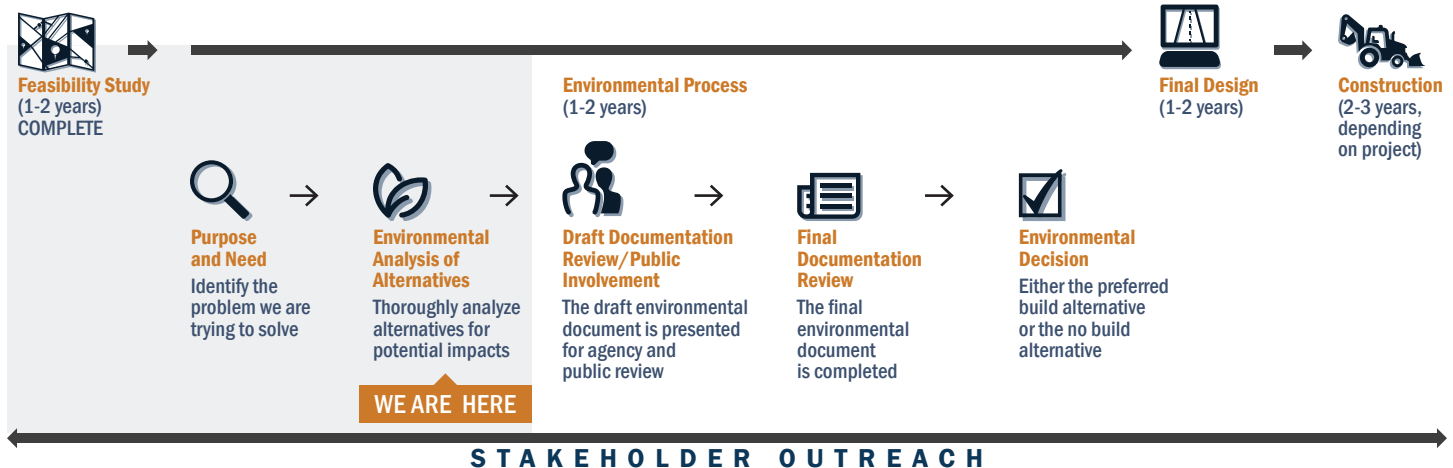 Feasibility Study
(1-2 years)
COMPLETE
Environmental Process
(1-2 years)
Final Design
(1-2 years)
Construction
(2-3 years,
depending
on project)
Purpose
and Need
Identify the
problem we are
trying to solve
Environmental
Analysis of
Alternatives
Thoroughly analyze
alternatives for
potential impacts
WE ARE HERE
Draft Documentation
Review/Public
Involvement
The draft environmental
document is presented
for agency and
public review
Final
Documentation
Review
The final
environmental
document
is completed
Environmental
Decision
Either the preferred
build alternative
or the no build
alternative
STAKEHOLDER OUTREACH